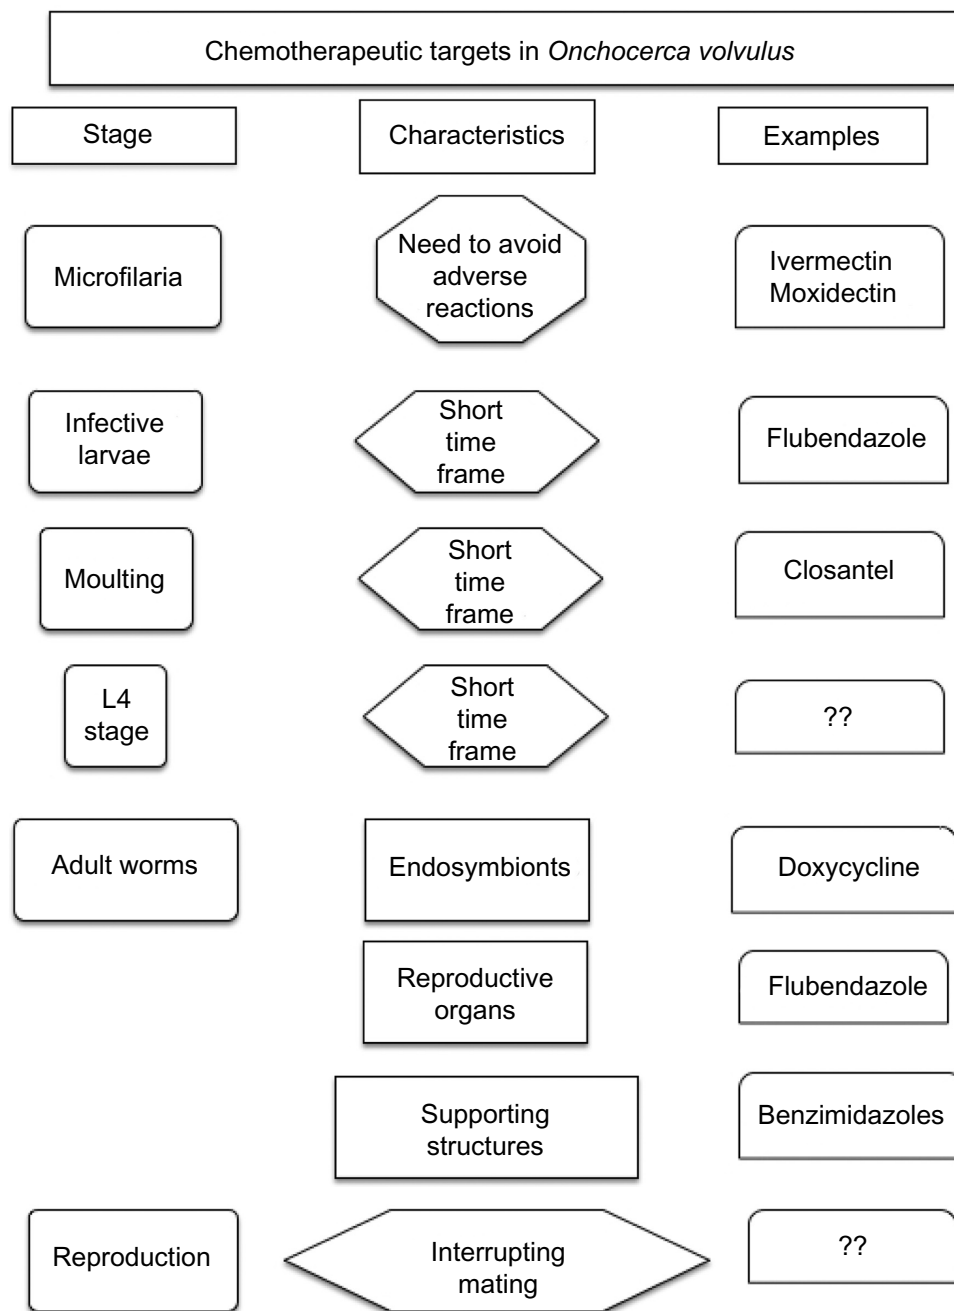 Chemotherapeutic targets in Onchocerca volvulus
Stage
Characteristics
Examples
Microfilaria
Need to avoid
adverse
reactions
Ivermectin
Moxidectin
Infective
larvae
Short
time
frame
Flubendazole
Moulting
Short
time
frame
Closantel
L4
stage
Short
time
frame
??
Adult worms
Endosymbionts
Doxycycline
Reproductive
organs
Flubendazole
Supporting
structures
Benzimidazoles
Reproduction
Interrupting
mating
??